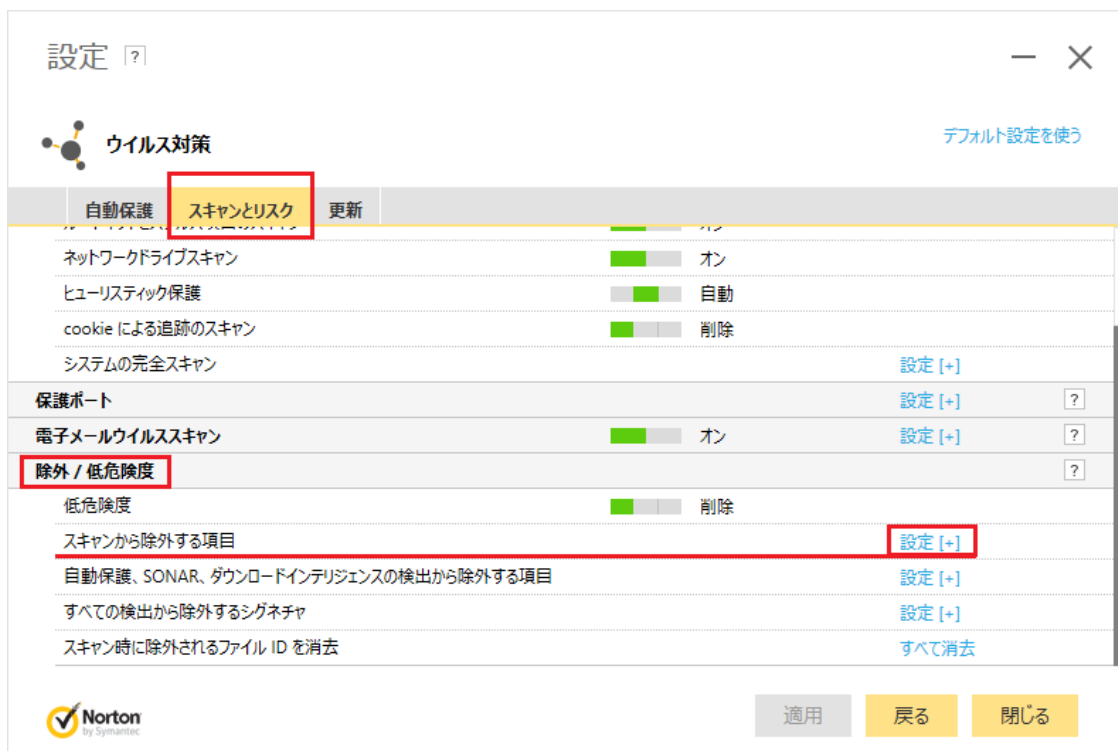 設定 ?
ウイルス対策
デフォルト設定を使う
自動保護 スキャンとリスク 更新
ネットワークドライブスキャン オン
ヒューリスティック保護 自動
cookie による追跡のスキャン 削除
システムの完全スキャン 設定 [+]
保護ポート 設定 [+] ?
電子メールウイルススキャン オン 設定 [+] ?
除外 / 低危険度 ?
低危険度 削除
スキャンから除外する項目 設定 [+]
自動保護、SONAR、ダウンロードインテリジェンスの検出から除外する項目 設定 [+]
すべての検出から除外するシグネチャ 設定 [+]
スキャン時に除外されるファイル ID を消去 すべて消去
Norton
by Symantec
適用 戻る 閉じる